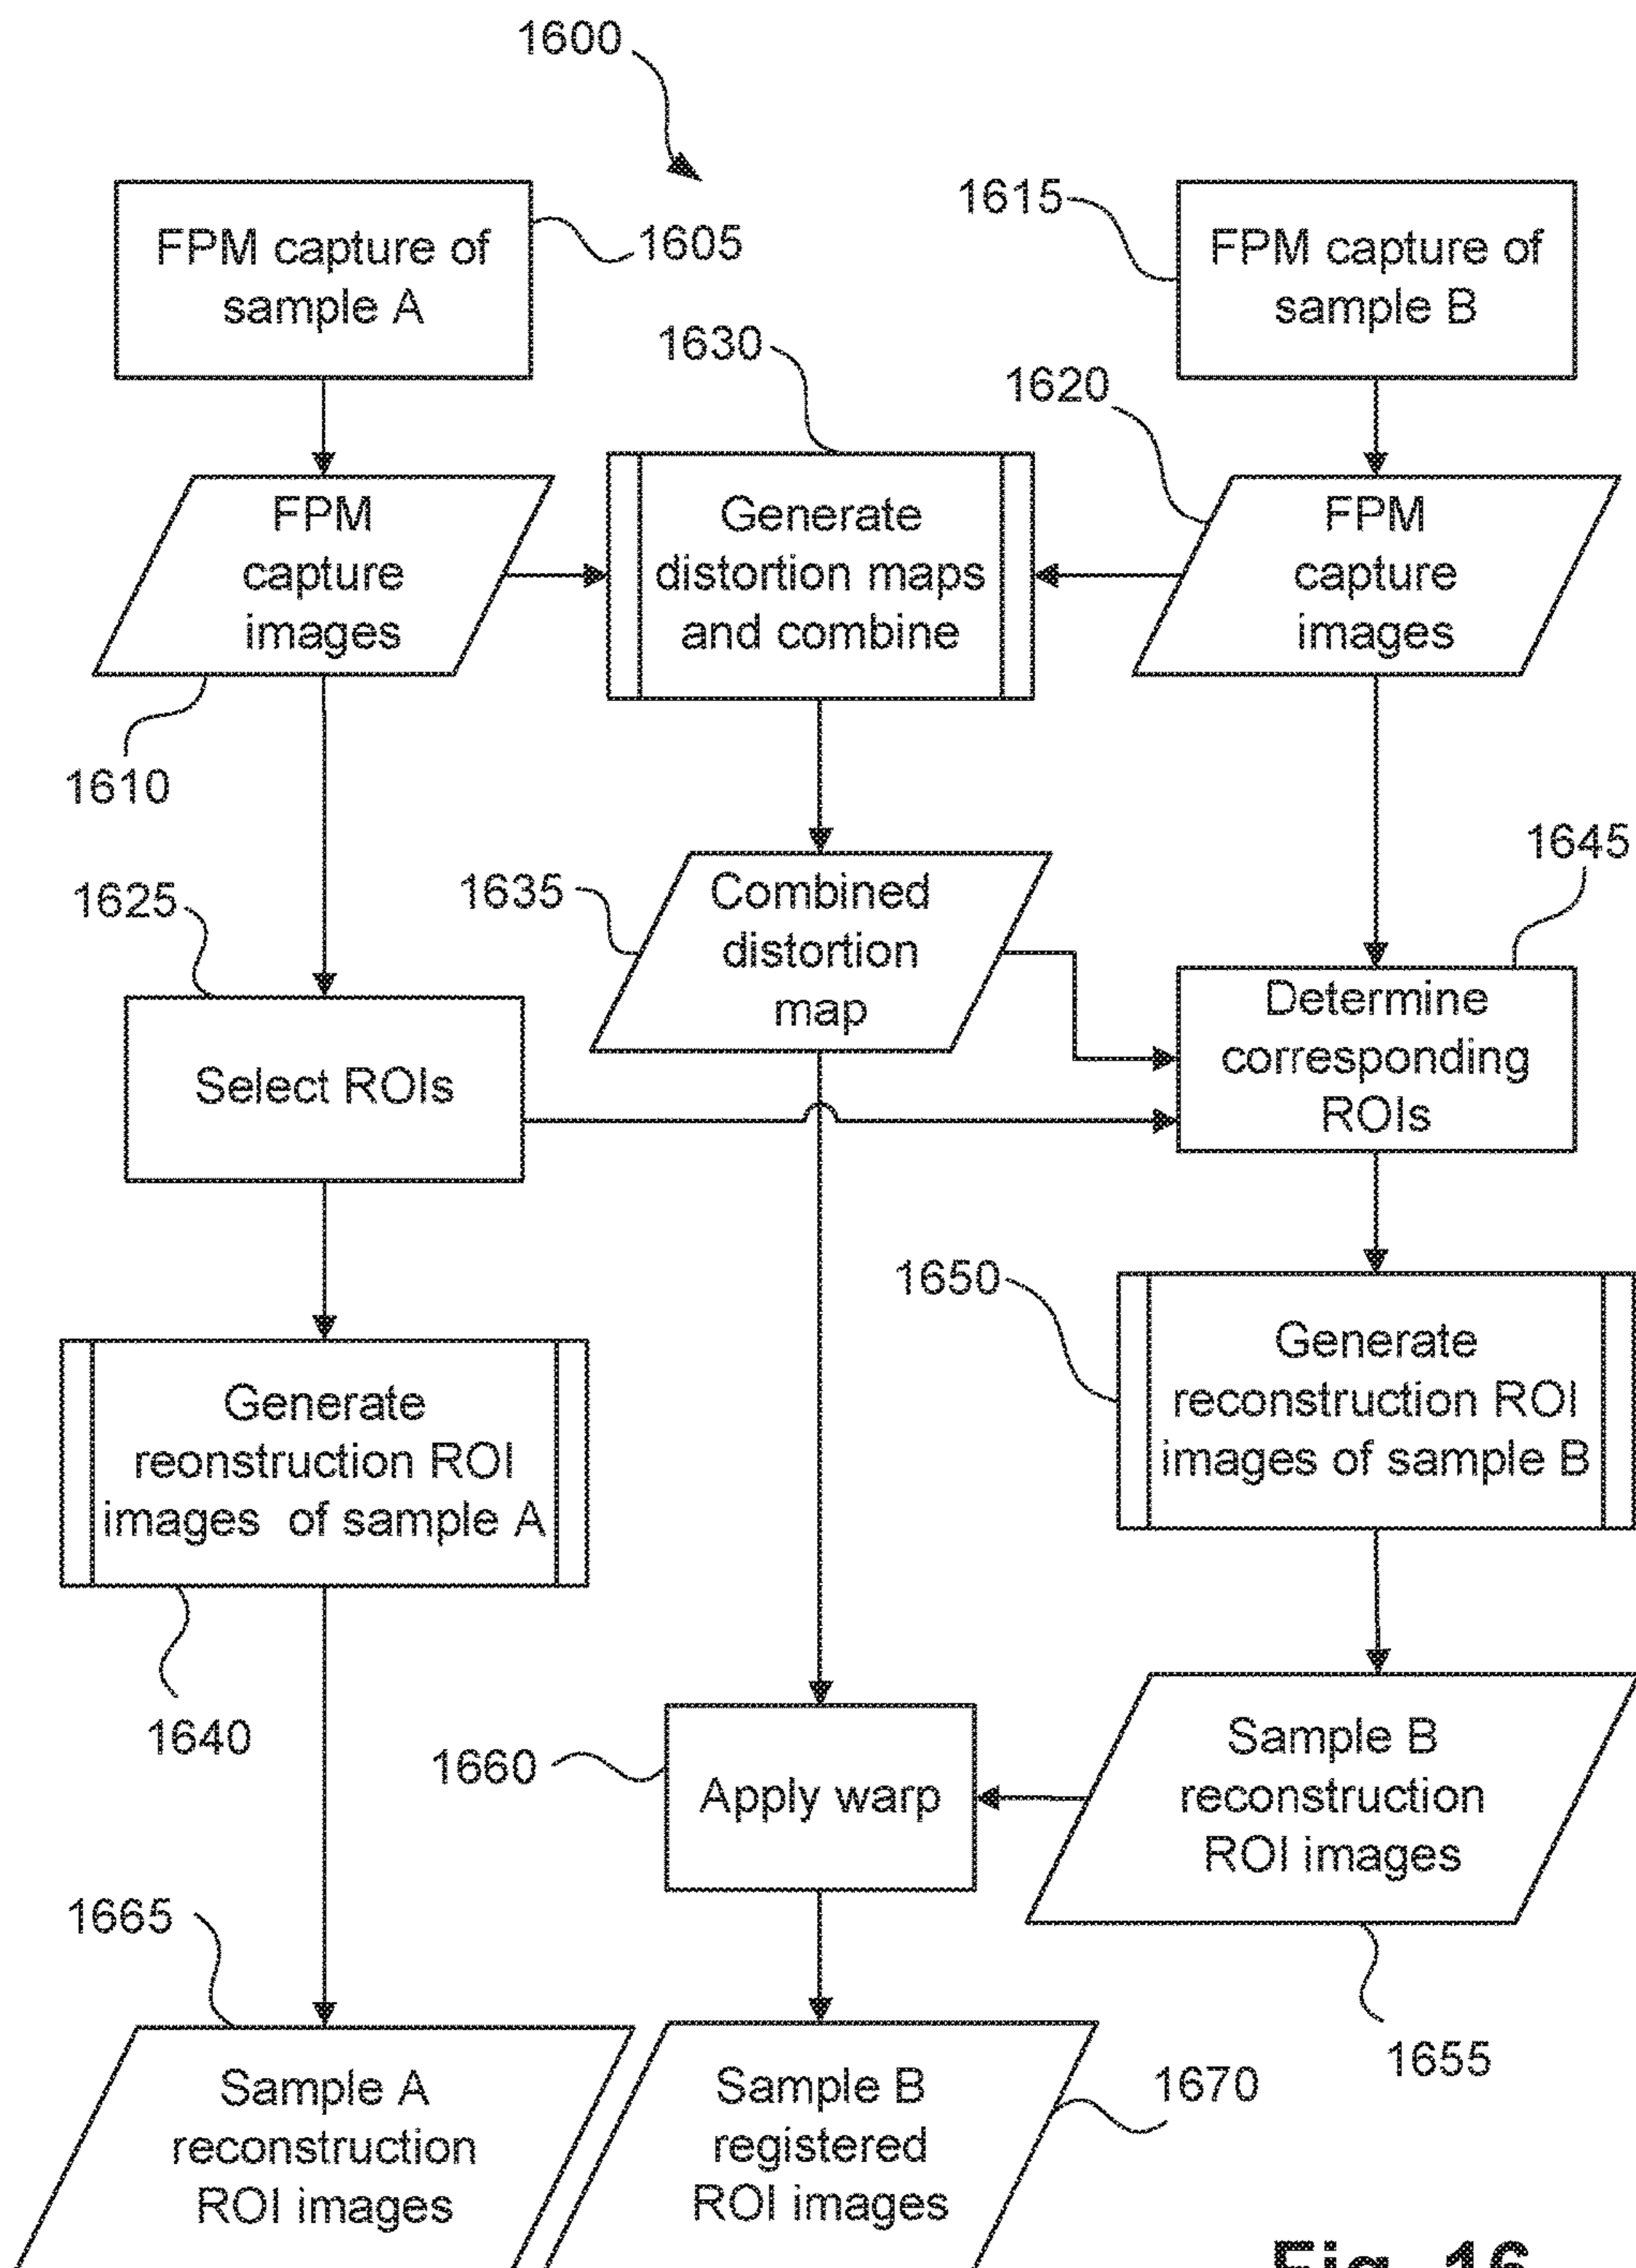 1600
FPM capture of
sample A
1605
1615
FPM capture of
sample B
1630
1620
FPM
capture
images
Generate
distortion maps
and combine
FPM
capture
images
1610
1645
1625
1635
Combined
distortion
map
Select ROIs
Determine
corresponding
ROIs
1650
Generate
reonstruction ROI
images of sample A
Generate
reconstruction ROI
images of sample B
1640
1660
Apply warp
Sample B
reconstruction
ROI images
1665
1655
Sample A
reconstruction
ROI images
Sample B
registered
ROI images
1670
Fig. 16